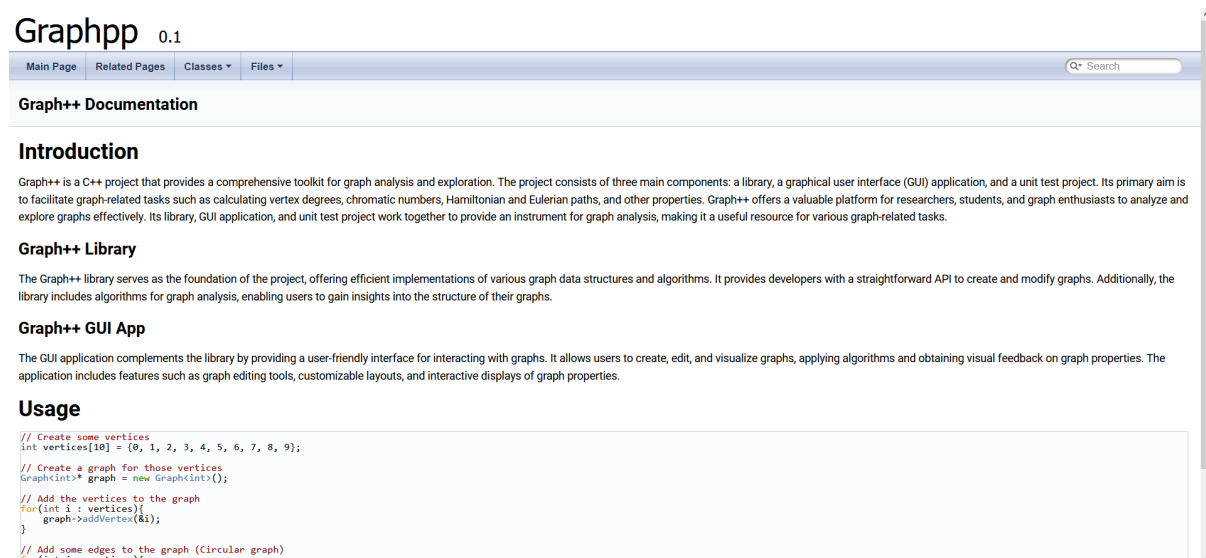 Graphpp 0.1
Main Page Related Pages Classes Files Search
Graph++ Documentation
Introduction
Graph++ is a C++ project that provides a comprehensive toolkit for graph analysis and exploration. The project consists of three main components: a library, a graphical user interface (GUI) application, and a unit test project. Its primary aim is
to facilitate graph-related tasks such as calculating vertex degrees, chromatic numbers, Hamiltonian and Eulerian paths, and other properties. Graph++ offers a valuable platform for researchers, students, and graph enthusiasts to analyze and
explore graphs effectively. Its library, GUI application, and unit test project work together to provide an instrument for graph analysis, making it a useful resource for various graph-related tasks.
Graph++ Library
The Graph++ library serves as the foundation of the project, offering efficient implementations of various graph data structures and algorithms. It provides developers with a straightforward API to create and modify graphs. Additionally, the
library includes algorithms for graph analysis, enabling users to gain insights into the structure of their graphs.
Graph++ GUI App
The GUI application complements the library by providing a user-friendly interface for interacting with graphs. It allows users to create, edit, and visualize graphs, applying algorithms and obtaining visual feedback on graph properties. The
application includes features such as graph editing tools, customizable layouts, and interactive displays of graph properties.
Usage
// Create some vertices
int vertices[10] = {0, 1, 2, 3, 4, 5, 6, 7, 8, 9};
// Create a graph for those vertices
Graph<int>* graph = new Graph<int>();
// Add the vertices to the graph
for(int i : vertices){
    graph->addVertex(&i);
}
// Add some edges to the graph (Circular graph)